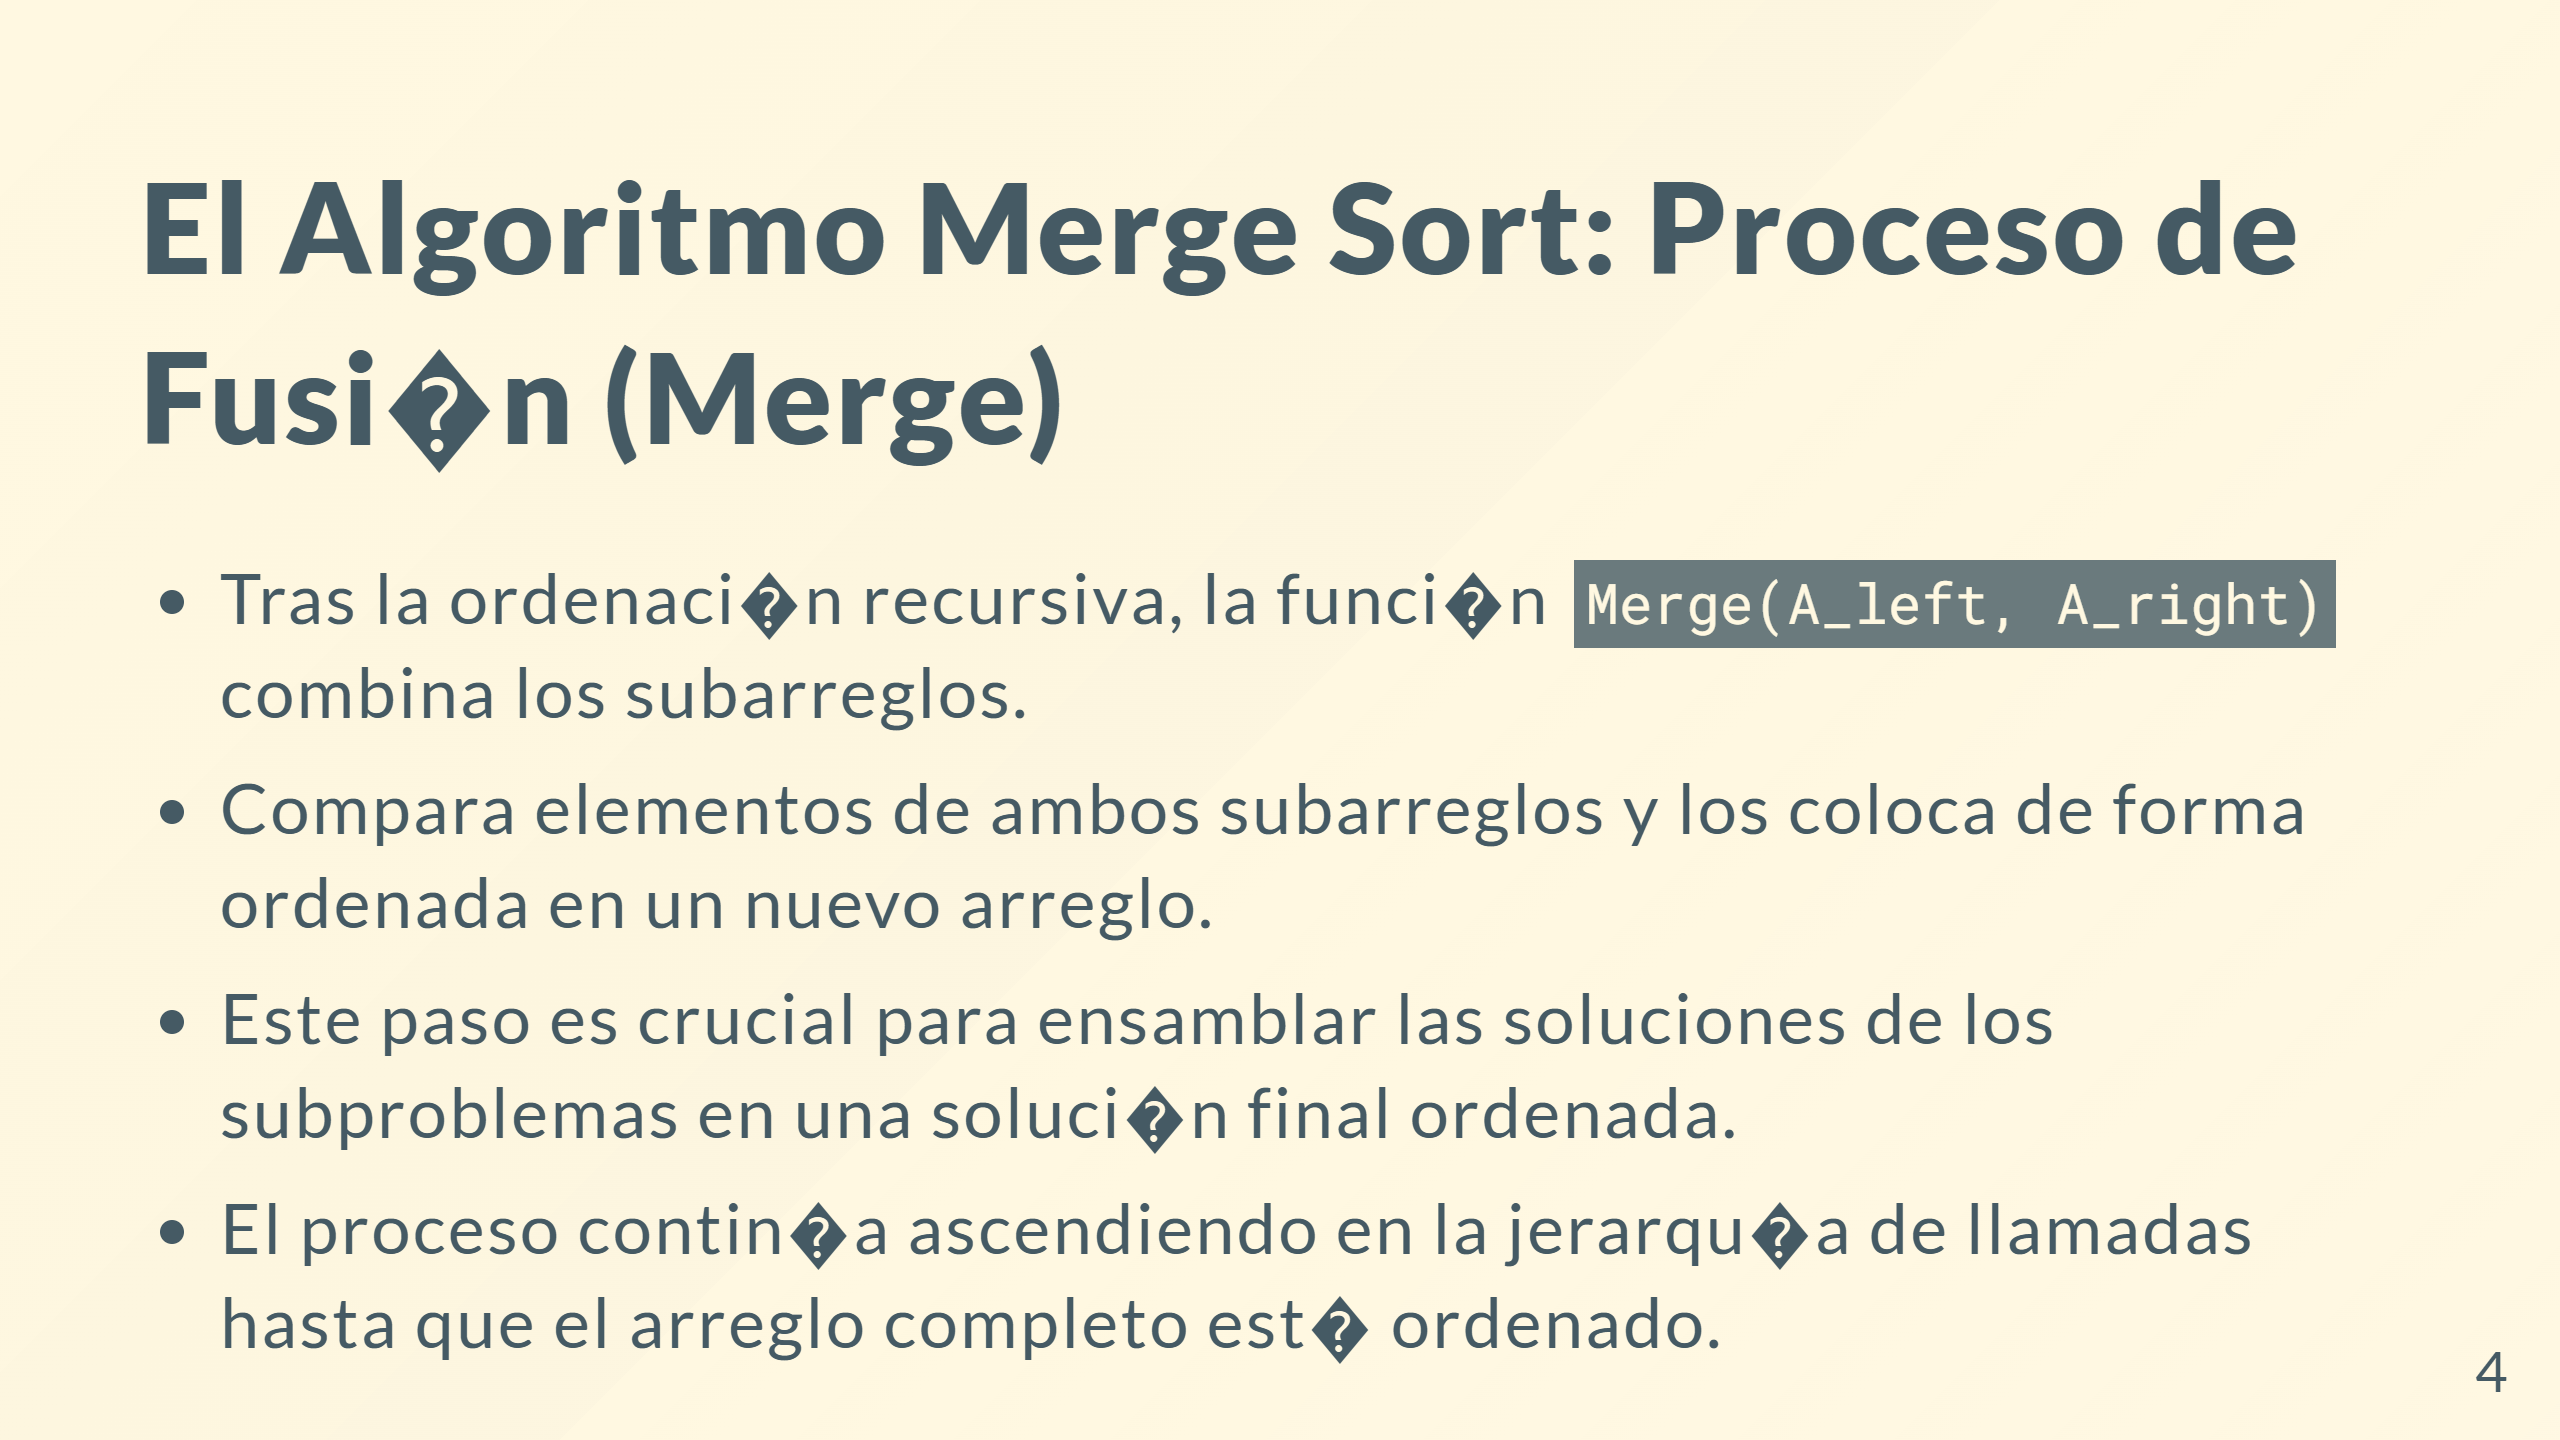 El Algoritmo Merge Sort: Proceso de
Fusi�n (Merge)
• Tras la ordenaci�n recursiva, la funci�n Merge(A_left, A_right)
combina los subarreglos.
• Compara elementos de ambos subarreglos y los coloca de forma
ordenada en un nuevo arreglo.
• Este paso es crucial para ensamblar las soluciones de los
subproblemas en una soluci�n final ordenada.
• El proceso contin�a ascendiendo en la jerarqu�a de llamadas
hasta que el arreglo completo est� ordenado.
4